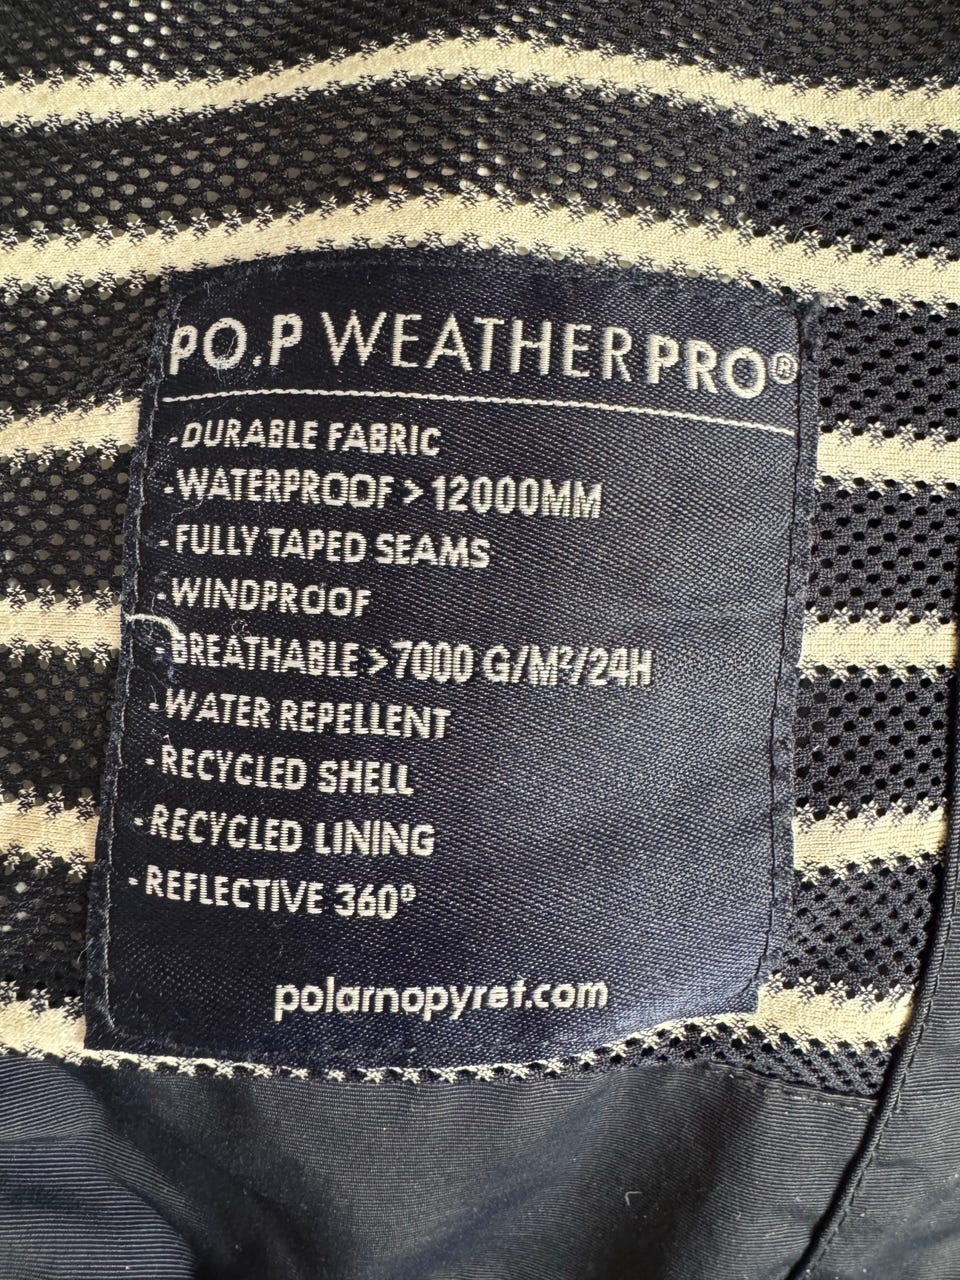 PO.P WEATHERPRO®
-DURABLE FABRIC
-WATERPROOF > 12000MM
-FULLY TAPED SEAMS
-WINDPROOF
-BREATHABLE >7000 G/M²/24H
-WATER REPELLENT
-RECYCLED SHELL
-RECYCLED LINING
-REFLECTIVE 360°
polarnopyret.com